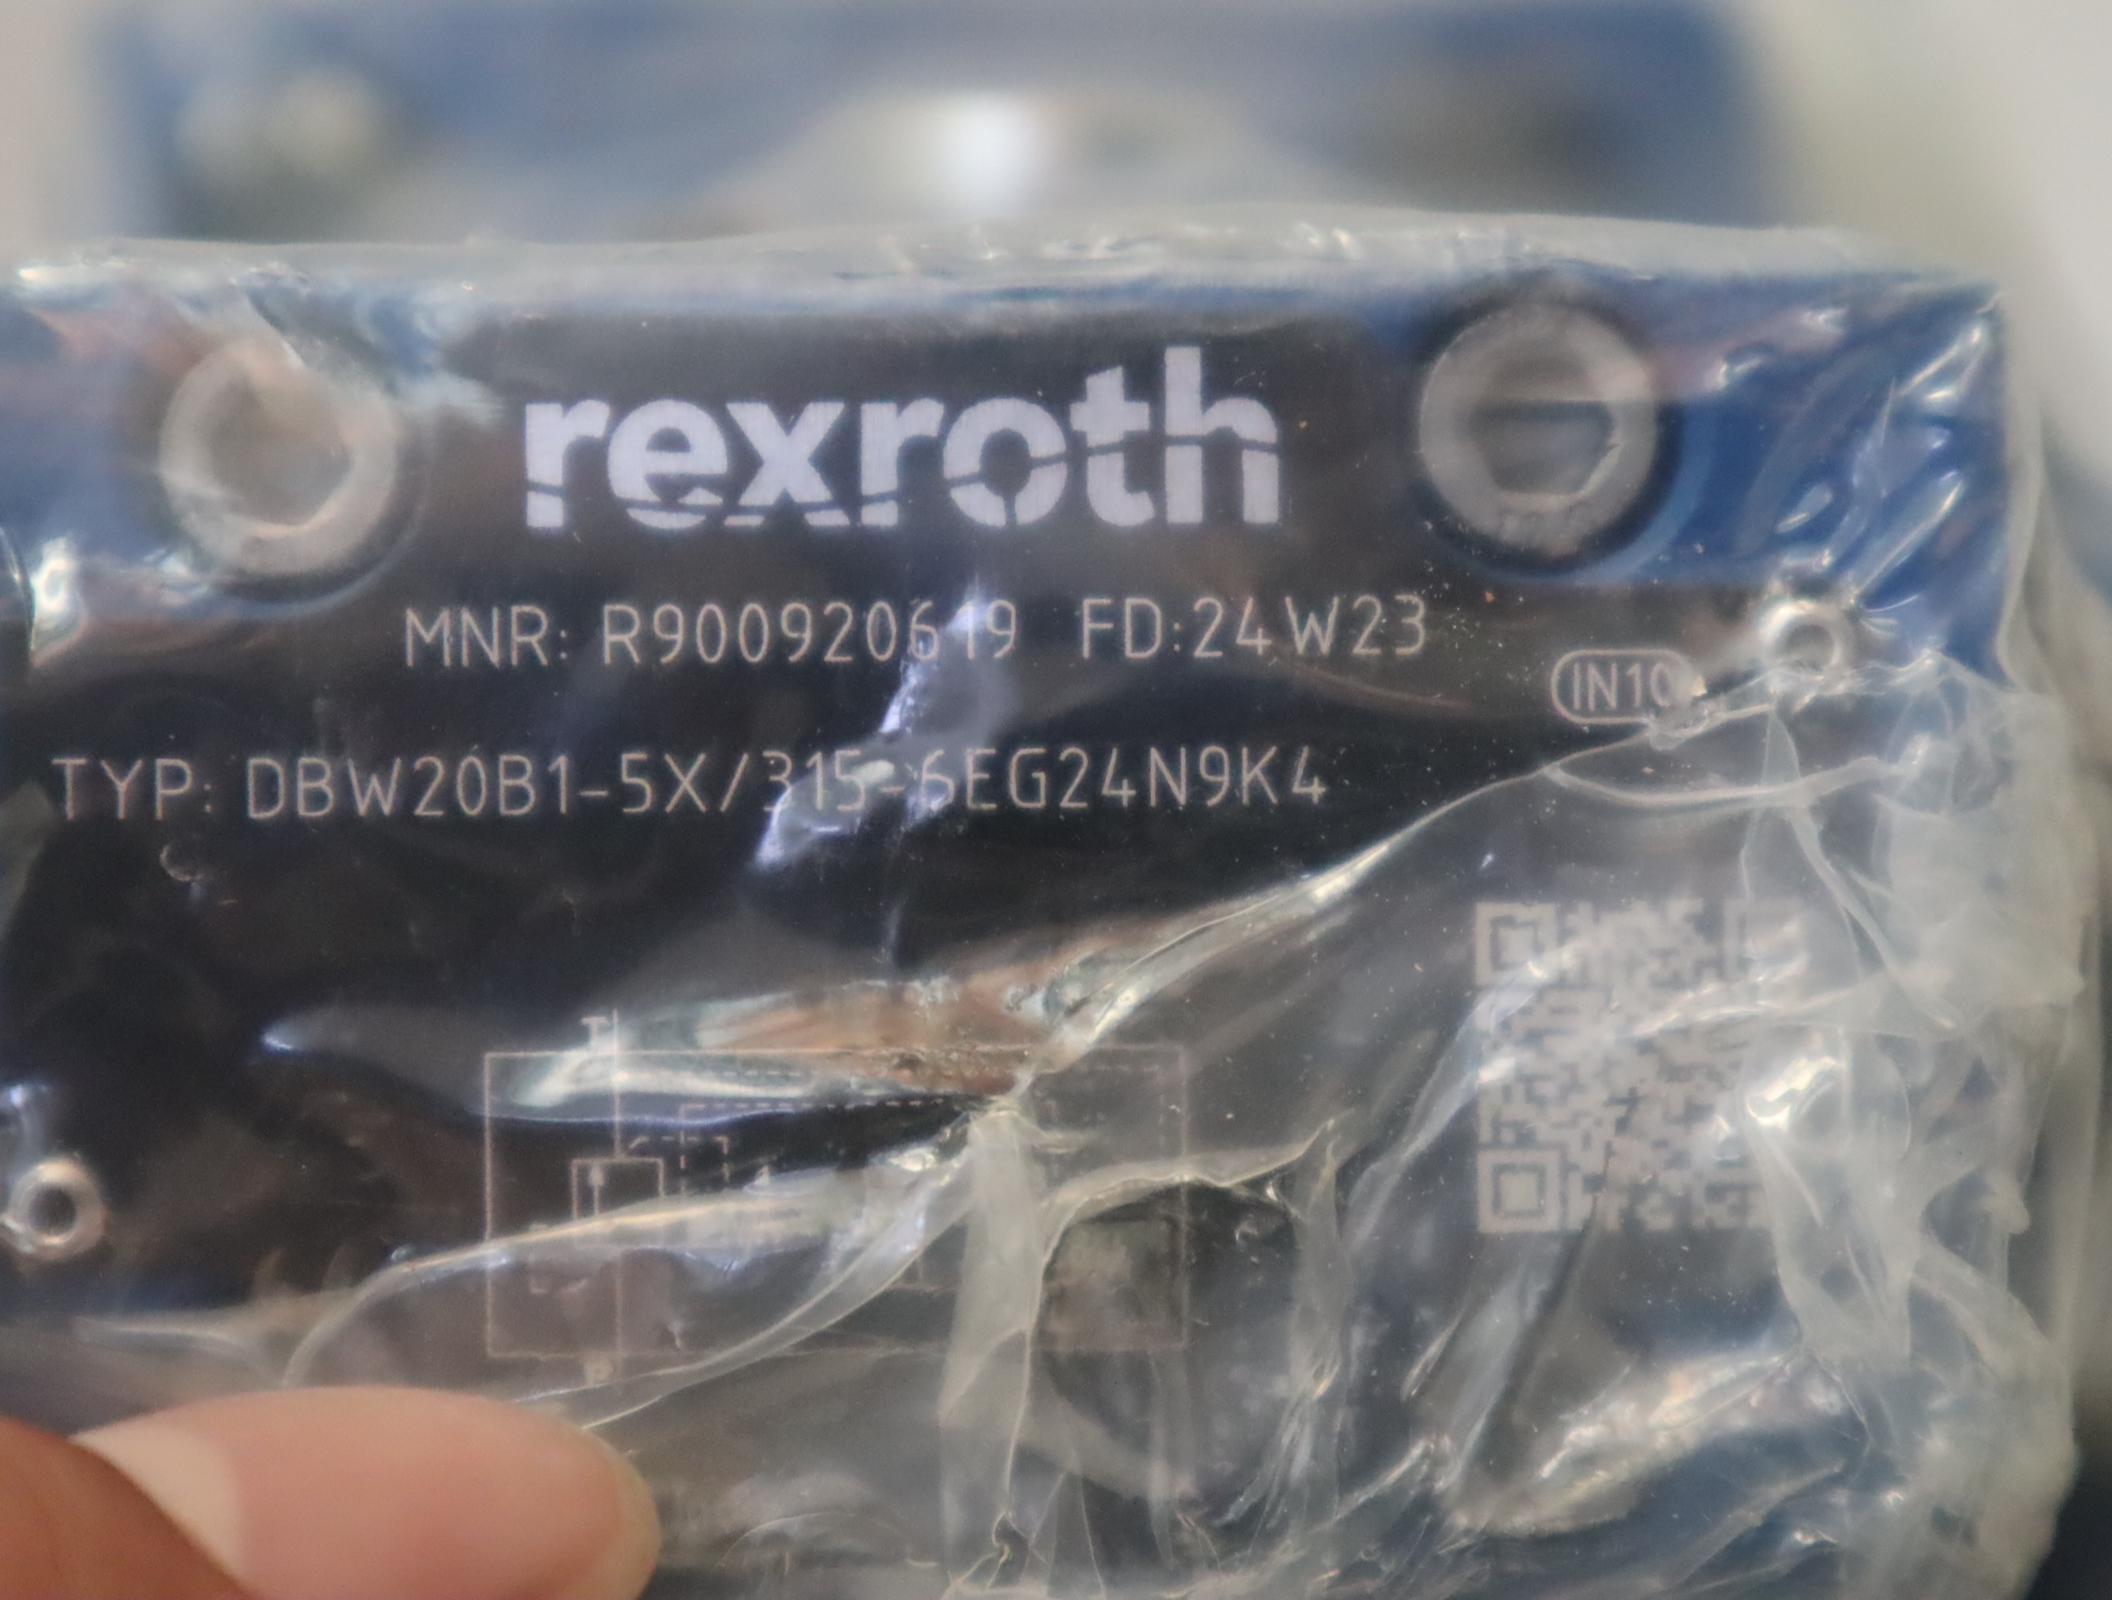 rexroth
MNR: R900920619 FD:24W23
IN10
TYP: DBW20B1-5X/315-6EG24N9K4
T